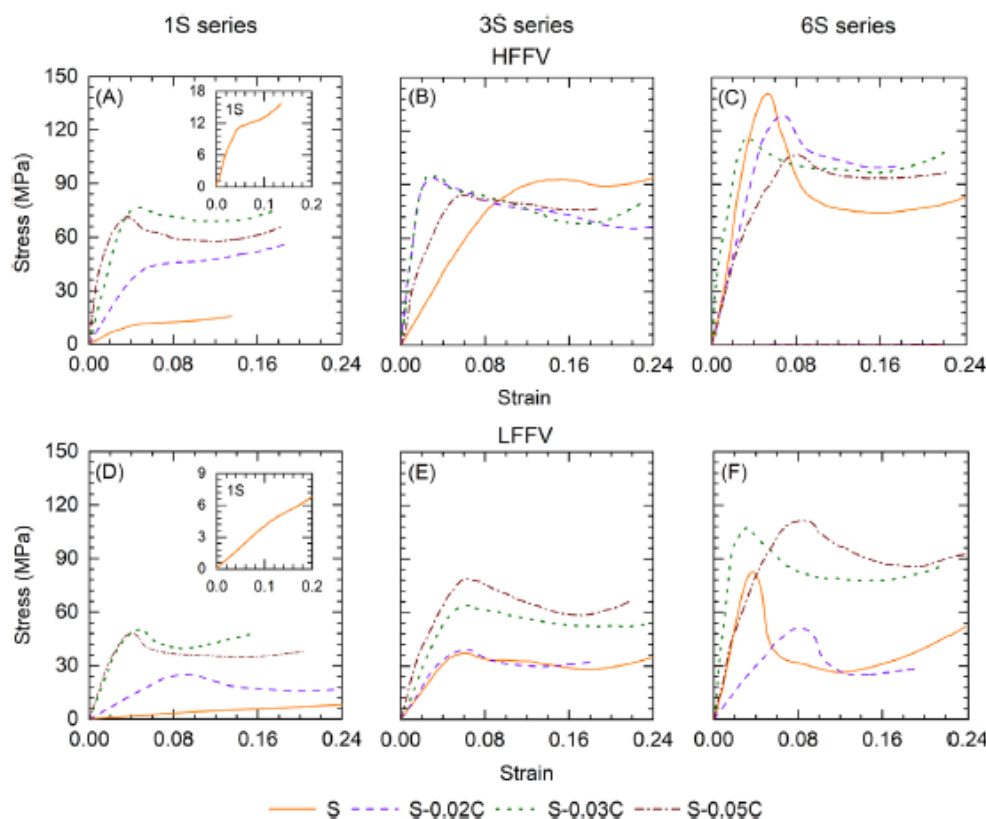 1S series 3S series 6S series
HFFV
150 120 90 60 30 0
Stress (MPa)
(A)
18 12 6 0
1S
0.0 0.1 0.2
(B)
(C)
0.00 0.08 0.16 0.24 0.00 0.08 0.16 0.24 0.00 0.08 0.16 0.24
Strain
LFFV
150 120 90 60 30 0
Stress (MPa)
(D)
9 6 3 0
1S
0.0 0.1 0.2
(E)
(F)
0.00 0.08 0.16 0.24 0.00 0.08 0.16 0.24 0.00 0.08 0.16 0.24
Strain Strain
S S-0.02C S-0.03C S-0.05C